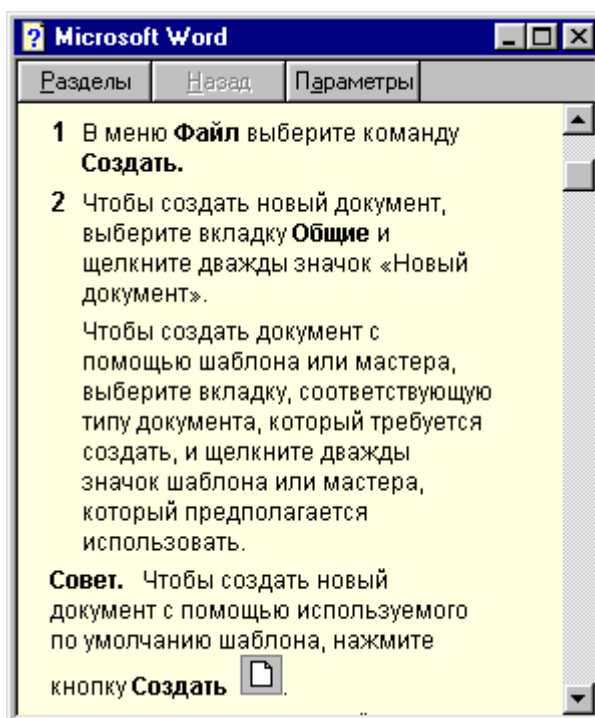 Microsoft Word
Разделы Назад Параметры
1 В меню Файл выберите команду
Создать.
2 Чтобы создать новый документ,
выберите вкладку Общие и
щелкните дважды значок «Новый
документ».
Чтобы создать документ с
помощью шаблона или мастера,
выберите вкладку, соответствующую
типу документа, который требуется
создать, и щелкните дважды
значок шаблона или мастера,
который предполагается
использовать.
Совет. Чтобы создать новый
документ с помощью используемого
по умолчанию шаблона, нажмите
кнопку Создать .